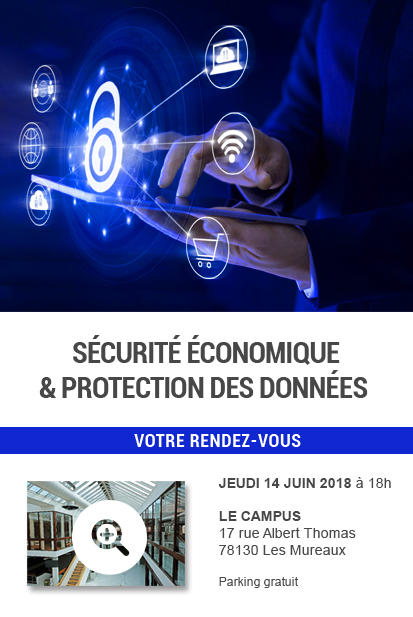 SÉCURITÉ ÉCONOMIQUE
& PROTECTION DES DONNÉES
VOTRE RENDEZ-VOUS
JEUDI 14 JUIN 2018 à 18h
LE CAMPUS
17 rue Albert Thomas
78130 Les Mureaux
Parking gratuit